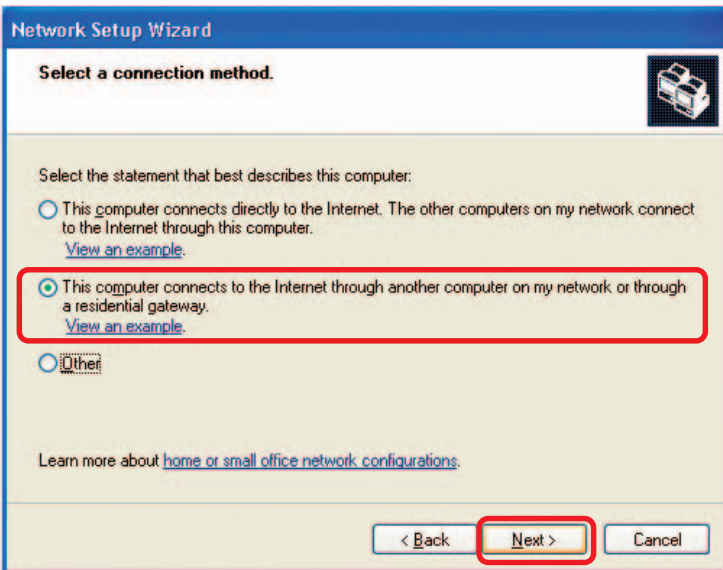 Network Setup Wizard
Select a connection method.
Select the statement that best describes this computer:
This computer connects directly to the Internet. The other computers on my network connect
to the Internet through this computer.
View an example.
This computer connects to the Internet through another computer on my network or through
a residential gateway.
View an example.
Other
Learn more about home or small office network configurations.
< Back Next > Cancel